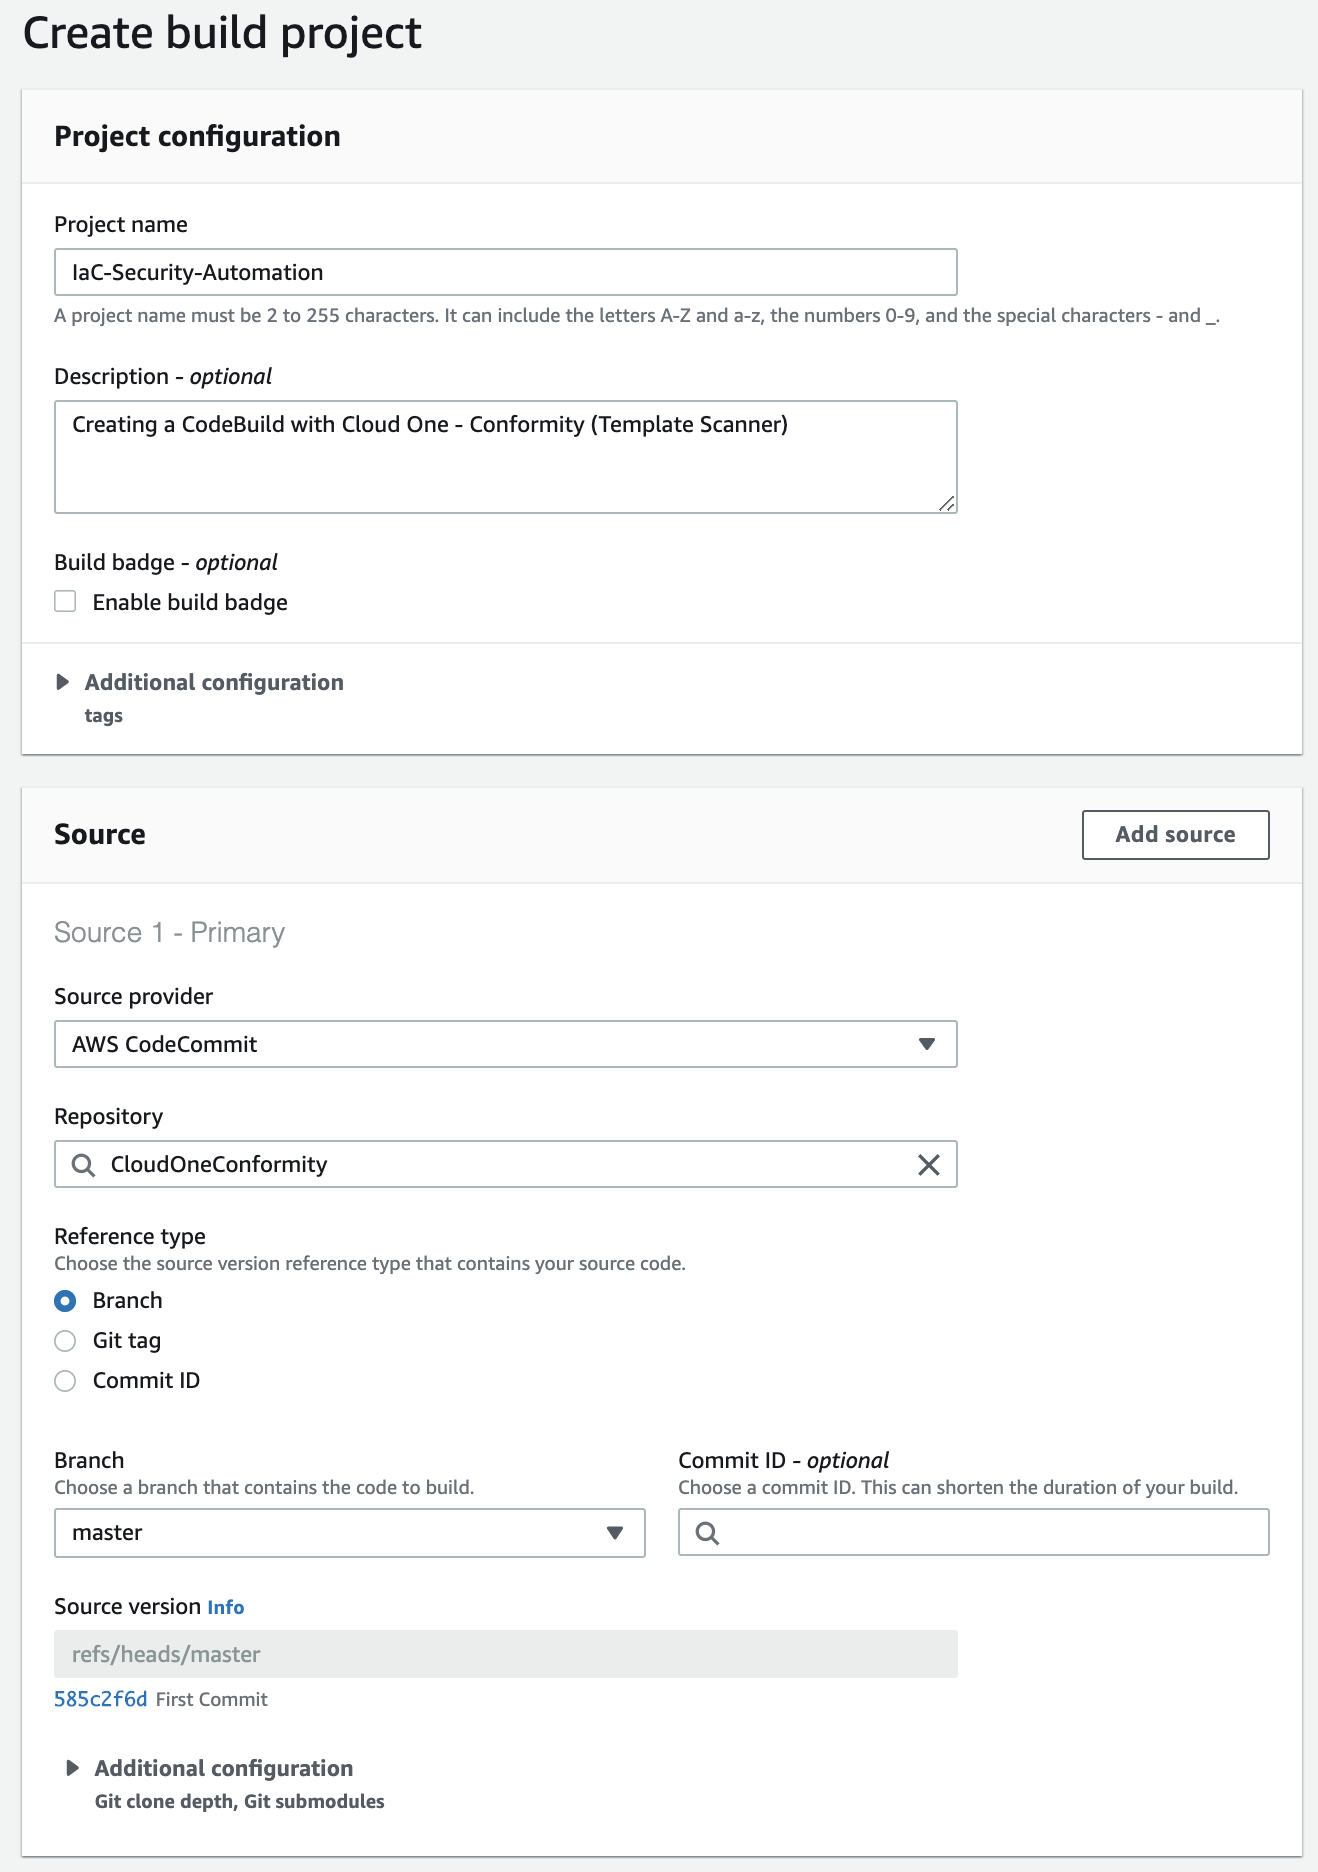 Create build project
Project configuration
Project name
IaC-Security-Automation
A project name must be 2 to 255 characters. It can include the letters A-Z and a-z, the numbers 0-9, and the special characters - and _.
Description - optional
Creating a CodeBuild with Cloud One - Conformity (Template Scanner)
Build badge - optional
Enable build badge
Additional configuration
tags
Source
Add source
Source 1 - Primary
Source provider
AWS CodeCommit
Repository
CloudOneConformity
Reference type
Choose the source version reference type that contains your source code.
Branch
Git tag
Commit ID
Branch
Choose a branch that contains the code to build.
master
Commit ID - optional
Choose a commit ID. This can shorten the duration of your build.
Source version Info
refs/heads/master
585c2f6d First Commit
Additional configuration
Git clone depth, Git submodules